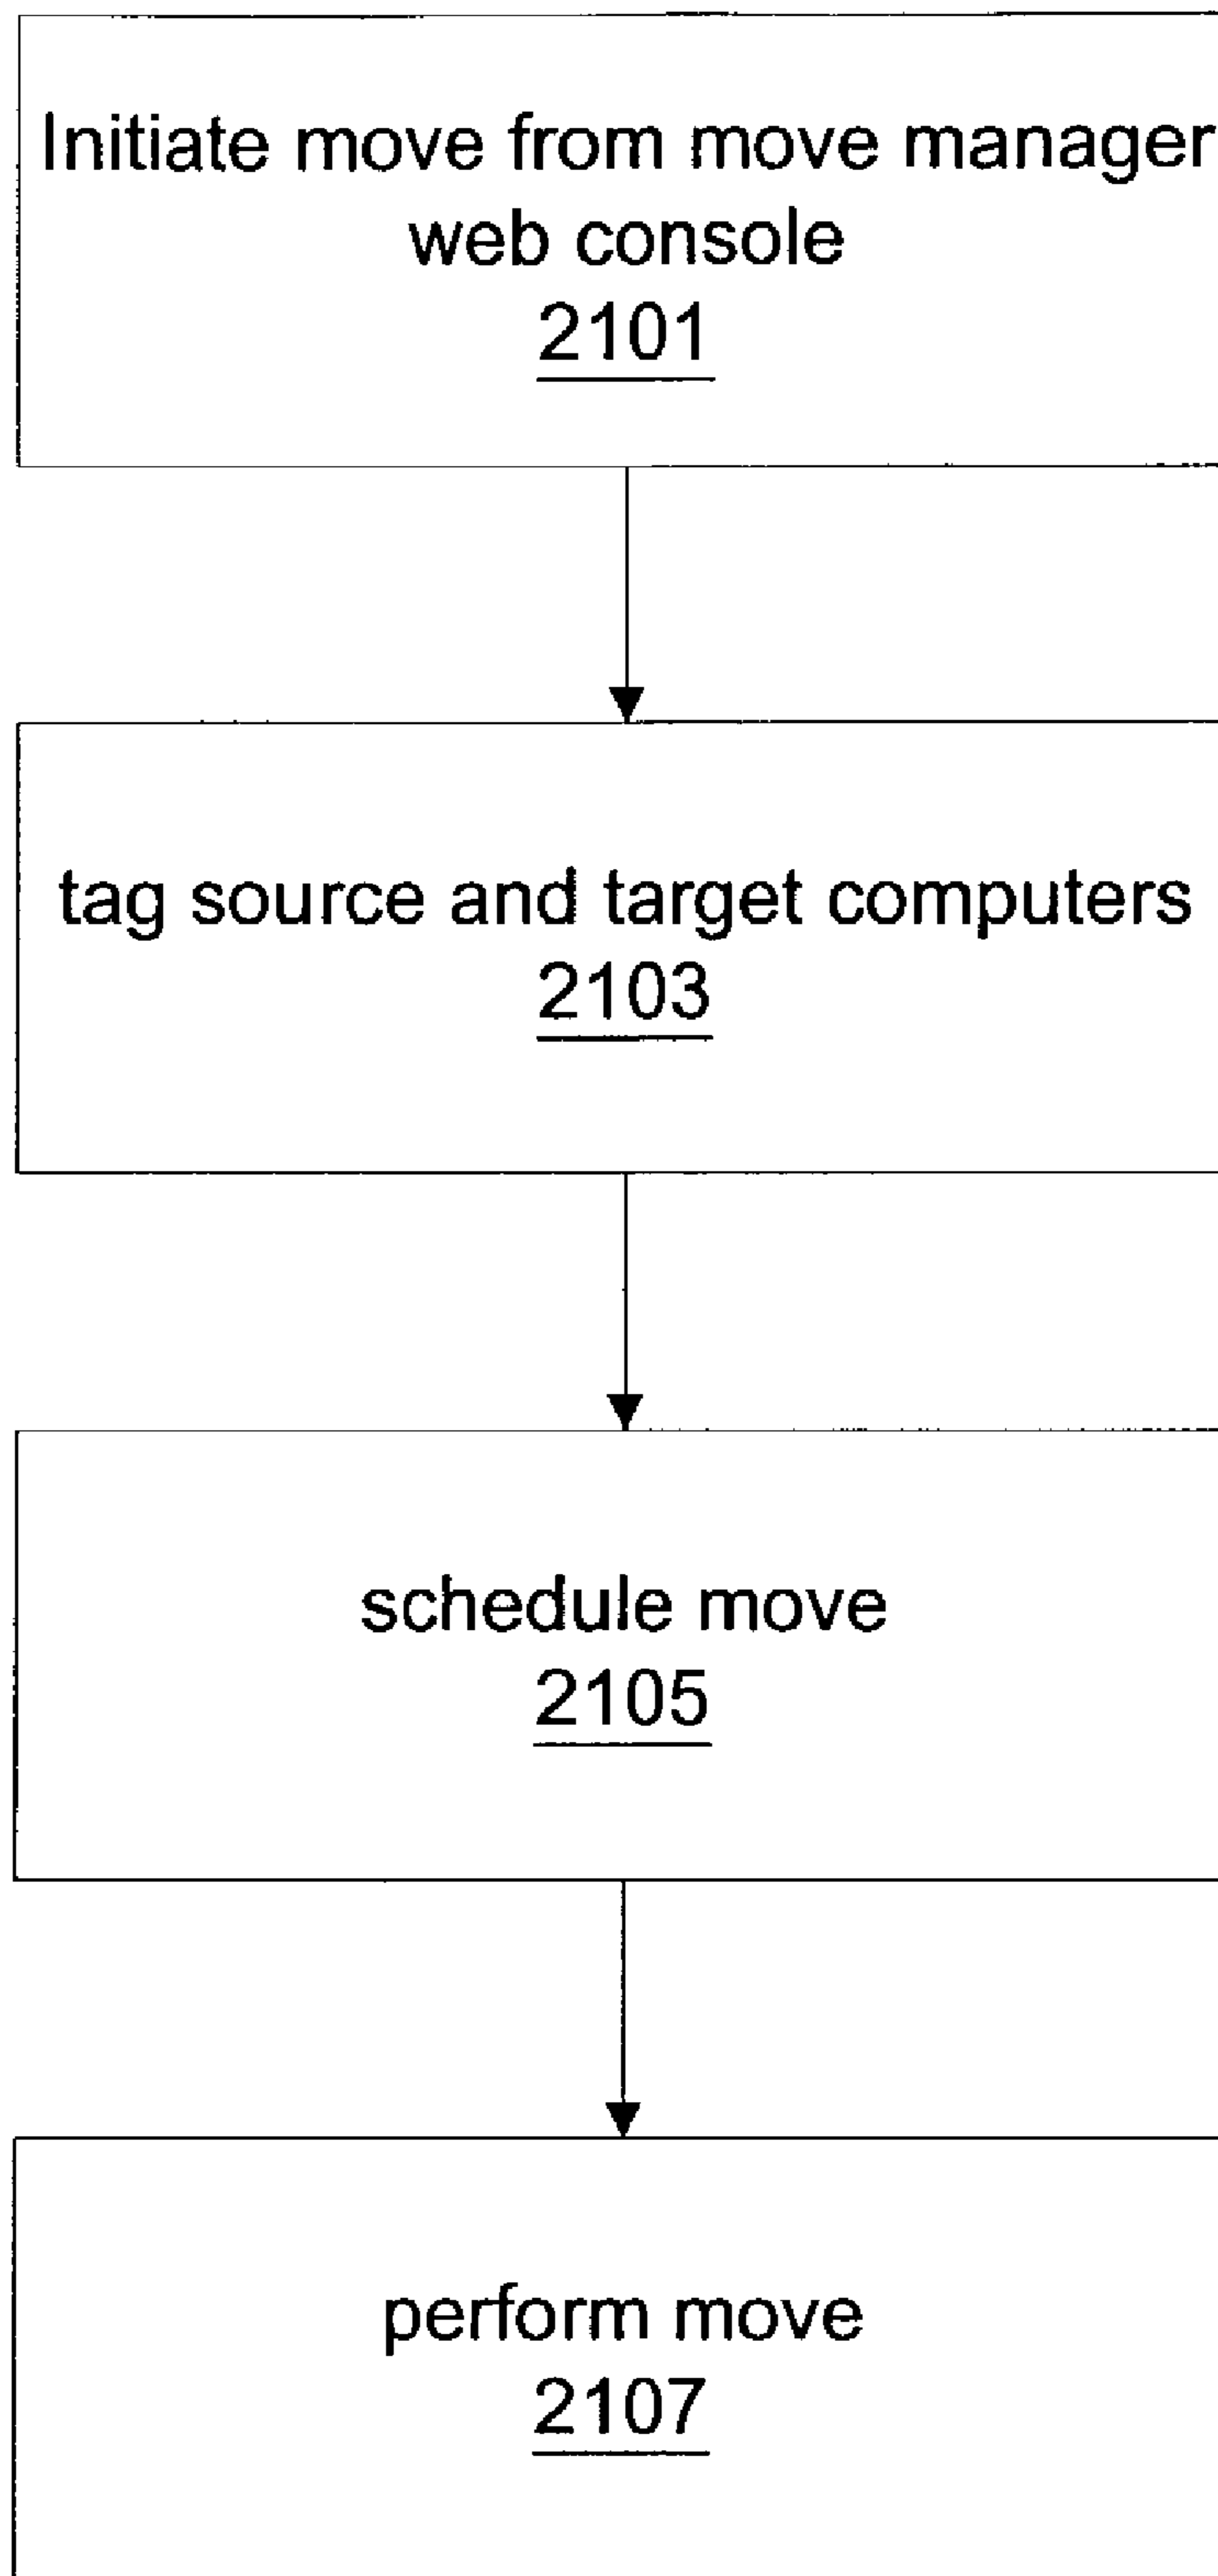 Initiate move from move manager
web console
2101
tag source and target computers
2103
schedule move
2105
perform move
2107